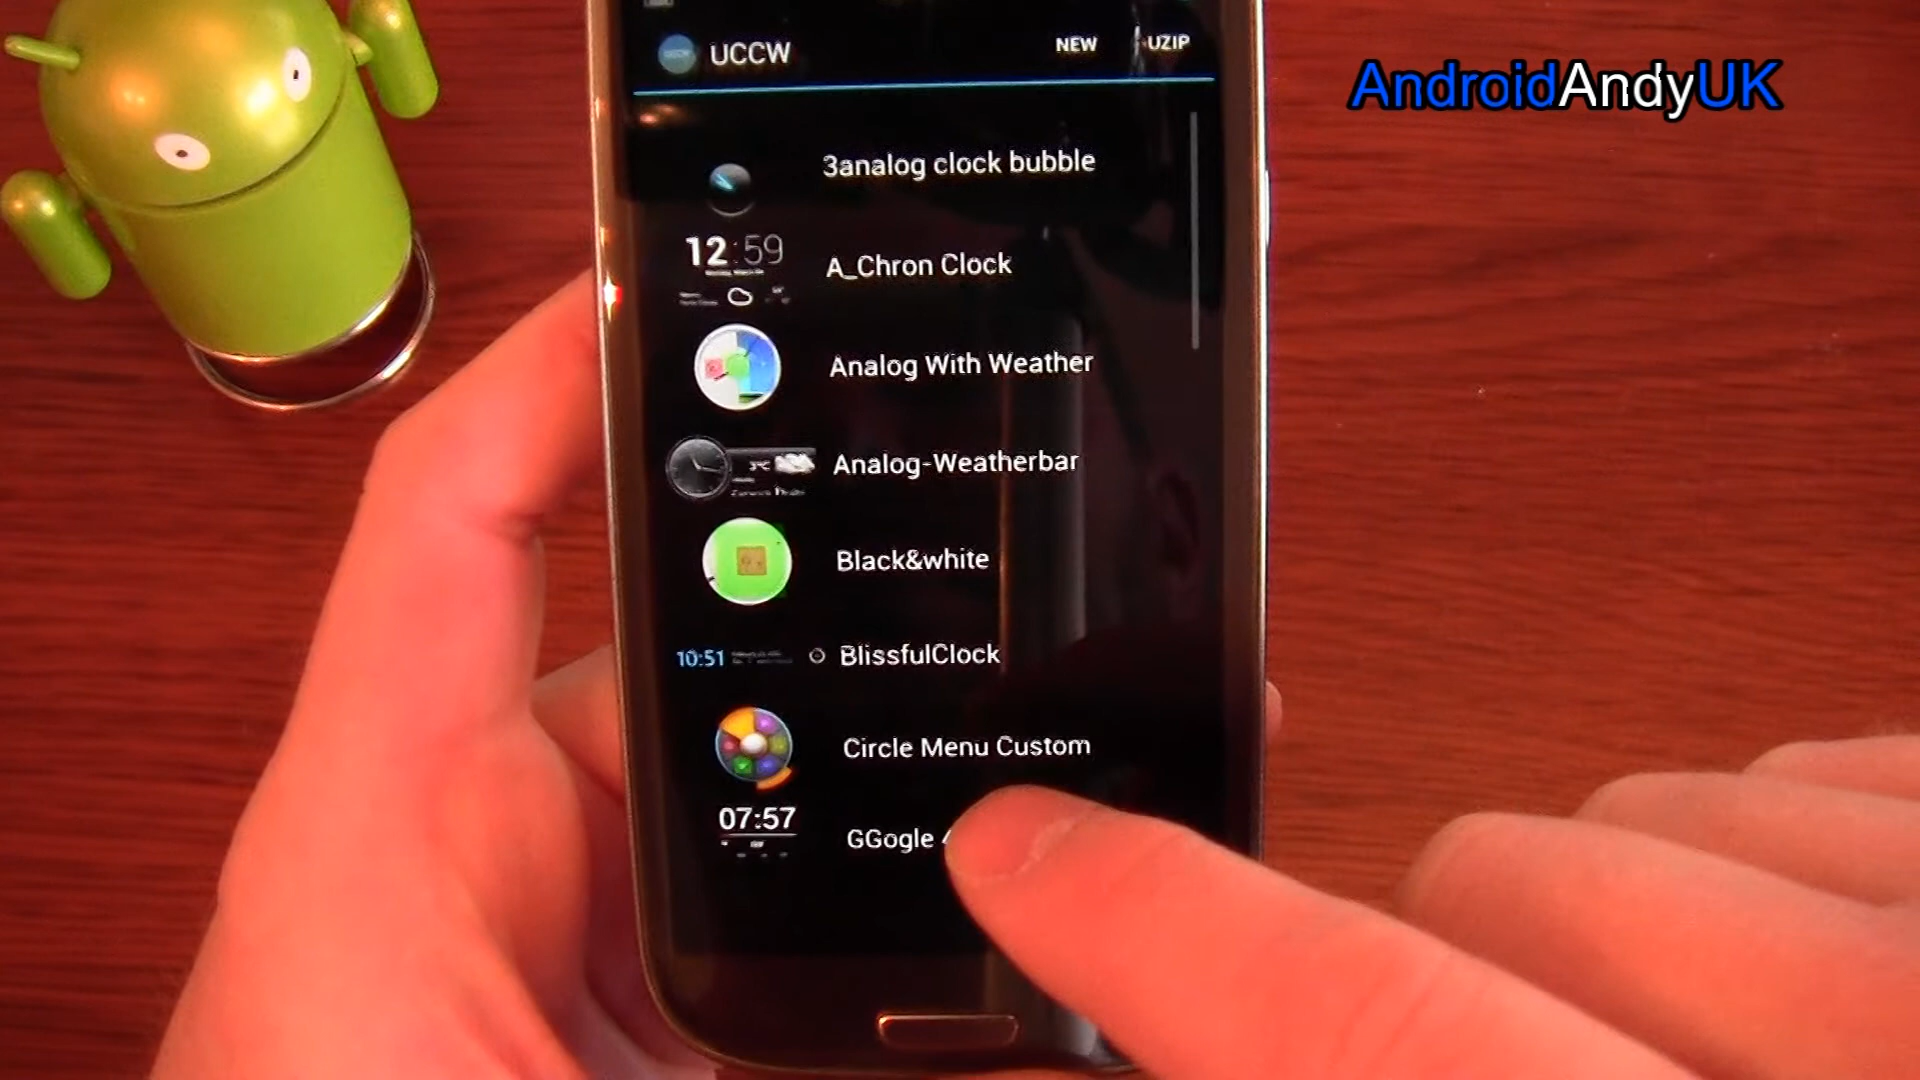 UCCW NEW UZIP
AndroidAndyUK
3analog clock bubble
12:59
A_Chron Clock
Analog With Weather
3°C
Analog-Weatherbar
Black&white
10:51
BlissfulClock
Circle Menu Custom
07:57
GGogle